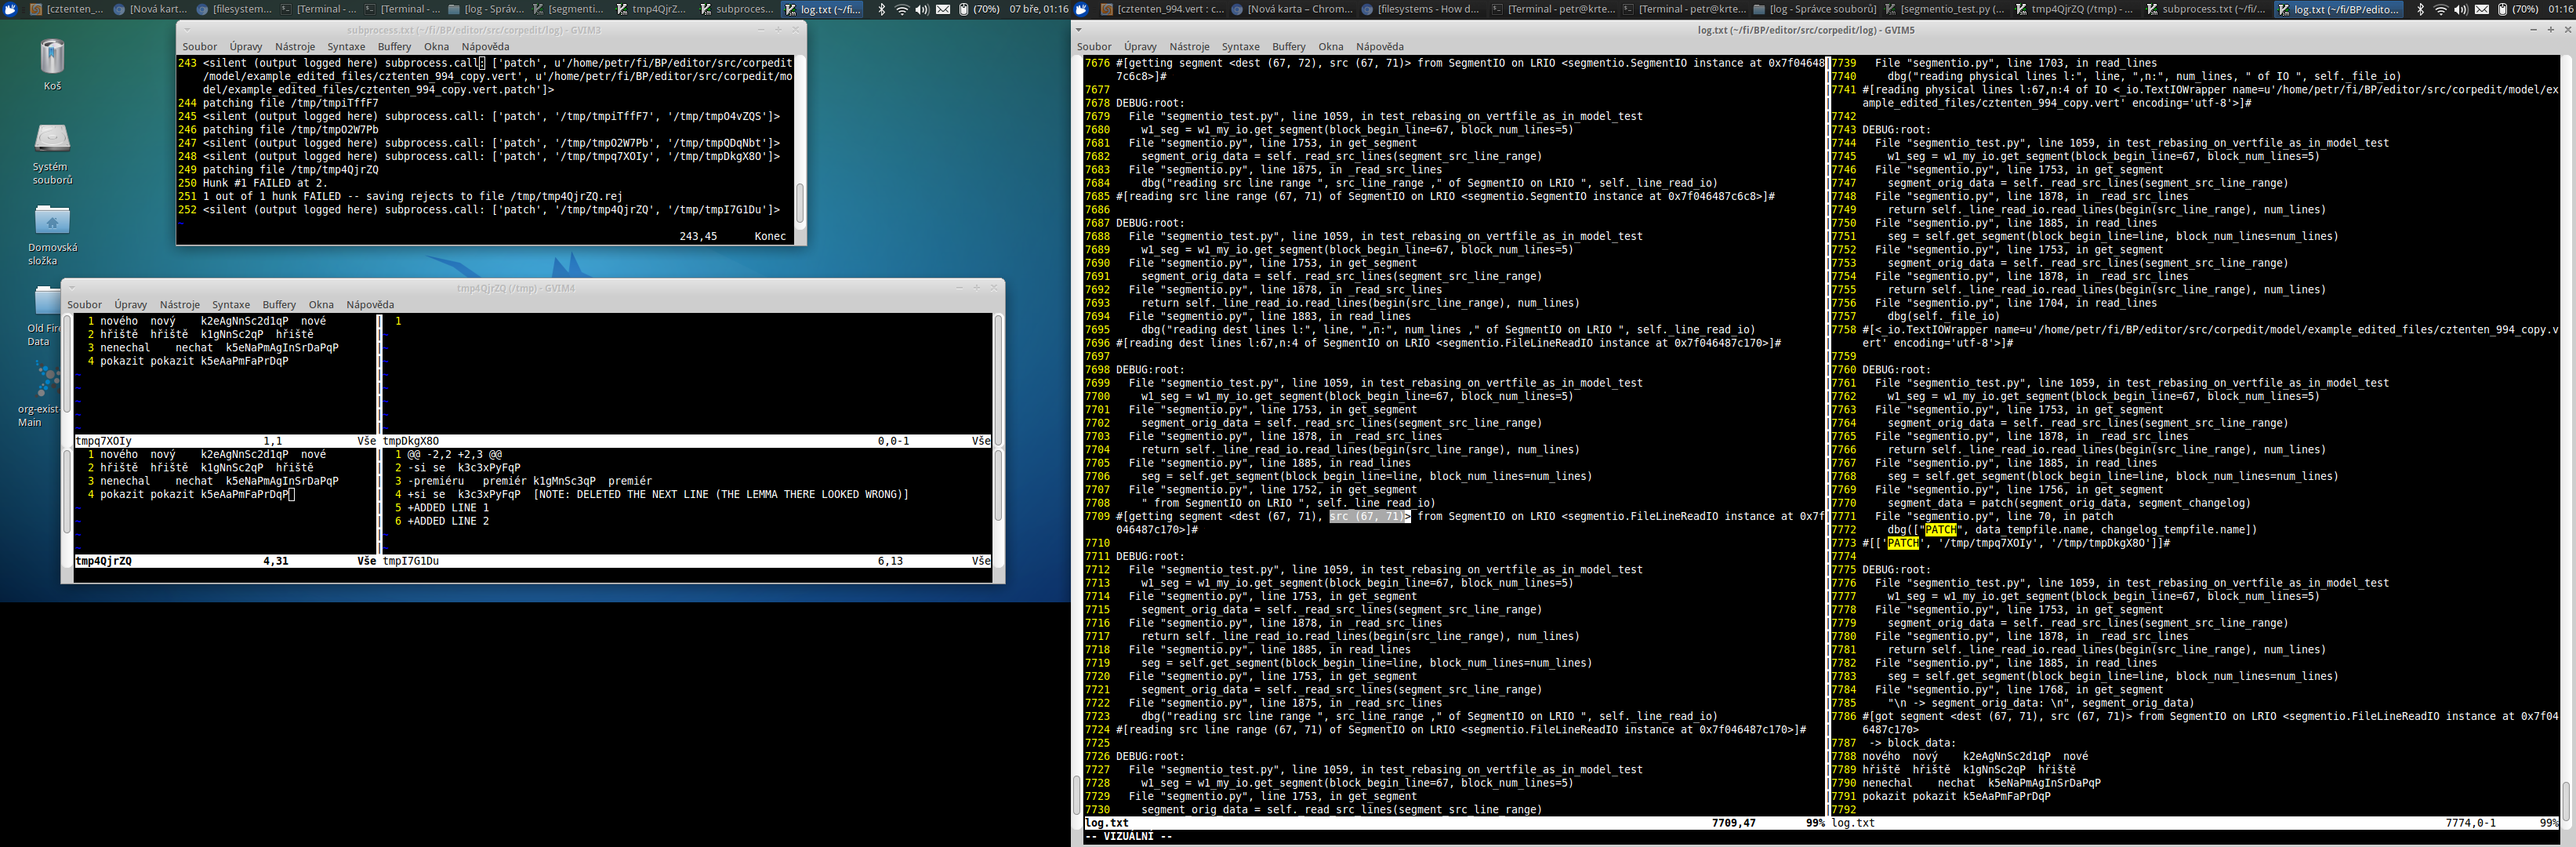 [cztenten_...
[Nová kart...
[filesystem...
[Terminal - ...
[Terminal - ...
[log - Správ...
[segmenti...
tmp4QjrZ...
subproces...
log.txt (~/fi...
(70%)
07 bře, 01:16
[cztenten_994.vert : c...
[Nová karta – Chrom...
[filesystems - How d...
[Terminal - petr@krte...
[Terminal - petr@krte...
[log - Správce souborů]
[segmentio_test.py (...
tmp4QjrZQ (/tmp) - ...
subprocess.txt (~/fi/...
log.txt (~/fi/BP/edito...
(70%)
01:16
Koš
Systém
souborů
Domovská
složka
Old Fire
Data
org-exist-
Main
subprocess.txt (~/fi/BP/editor/src/corpedit/log) - GVIM3
Soubor Úpravy Nástroje Syntaxe Buffery Okna Nápověda
243 <silent (output logged here) subprocess.call: ['patch', u'/home/petr/fi/BP/editor/src/corpedit
/model/example_edited_files/cztenten_994_copy.vert', u'/home/petr/fi/BP/editor/src/corpedit/mo
del/example_edited_files/cztenten_994_copy.vert.patch']>
244 patching file /tmp/tmpiTffF7
245 <silent (output logged here) subprocess.call: ['patch', '/tmp/tmpiTffF7', '/tmp/tmpO4vZQS']>
246 patching file /tmp/tmpO2W7Pb
247 <silent (output logged here) subprocess.call: ['patch', '/tmp/tmpO2W7Pb', '/tmp/tmpQDqNbt']>
248 <silent (output logged here) subprocess.call: ['patch', '/tmp/tmpq7XOIy', '/tmp/tmpDkgX8O']>
249 patching file /tmp/tmp4QjrZQ
250 Hunk #1 FAILED at 2.
251 1 out of 1 hunk FAILED -- saving rejects to file /tmp/tmp4QjrZQ.rej
252 <silent (output logged here) subprocess.call: ['patch', '/tmp/tmp4QjrZQ', '/tmp/tmpI7G1Du']>
243,45 Konec
tmp4QjrZQ (/tmp) - GVIM4
Soubor Úpravy Nástroje Syntaxe Buffery Okna Nápověda
1 nového nový k2eAgNnSc2d1qP nové
2 hřiště hřiště k1gNnSc2qP hřiště
3 nenechal nechat k5eNaPmAgInSrDaPqP
4 pokazit pokazit k5eAaPmFaPrDqP
tmpq7XOIy 1,1 Vše
1
tmpDkgX8O 0,0-1 Vše
1 nového nový k2eAgNnSc2d1qP nové
2 hřiště hřiště k1gNnSc2qP hřiště
3 nenechal nechat k5eNaPmAgInSrDaPqP
4 pokazit pokazit k5eAaPmFaPrDqP
tmp4QjrZQ 4,31 Vše
1 @@ -2,2 +2,3 @@
2 -si se k3c3xPyFqP
3 -premiéru premiér k1gMnSc3qP premiér
4 +si se k3c3xPyFqP [NOTE: DELETED THE NEXT LINE (THE LEMMA THERE LOOKED WRONG)]
5 +ADDED LINE 1
6 +ADDED LINE 2
tmpI7G1Du 6,13 Vše
log.txt (~/fi/BP/editor/src/corpedit/log) - GVIM5
Soubor Úpravy Nástroje Syntaxe Buffery Okna Nápověda
7676 #[getting segment <dest (67, 72), src (67, 71)> from SegmentIO on LRIO <segmentio.SegmentIO instance at 0x7f04648
7c6c8>]#
7677
7678 DEBUG:root:
7679 File "segmentio_test.py", line 1059, in test_rebasing_on_vertfile_as_in_model_test
7680 w1_seg = w1_my_io.get_segment(block_begin_line=67, block_num_lines=5)
7681 File "segmentio.py", line 1753, in get_segment
7682 segment_orig_data = self._read_src_lines(segment_src_line_range)
7683 File "segmentio.py", line 1875, in _read_src_lines
7684 dbg("reading src line range ", src_line_range ," of SegmentIO on LRIO ", self._line_read_io)
7685 #[reading src line range (67, 71) of SegmentIO on LRIO <segmentio.SegmentIO instance at 0x7f046487c6c8>]#
7686
7687 DEBUG:root:
7688 File "segmentio_test.py", line 1059, in test_rebasing_on_vertfile_as_in_model_test
7689 w1_seg = w1_my_io.get_segment(block_begin_line=67, block_num_lines=5)
7690 File "segmentio.py", line 1753, in get_segment
7691 segment_orig_data = self._read_src_lines(segment_src_line_range)
7692 File "segmentio.py", line 1878, in _read_src_lines
7693 return self._line_read_io.read_lines(begin(src_line_range), num_lines)
7694 File "segmentio.py", line 1883, in read_lines
7695 dbg("reading dest lines l:", line, ",n:", num_lines ," of SegmentIO on LRIO ", self._line_read_io)
7696 #[reading dest lines l:67,n:4 of SegmentIO on LRIO <segmentio.FileLineReadIO instance at 0x7f046487c170>]#
7697
7698 DEBUG:root:
7699 File "segmentio_test.py", line 1059, in test_rebasing_on_vertfile_as_in_model_test
7700 w1_seg = w1_my_io.get_segment(block_begin_line=67, block_num_lines=5)
7701 File "segmentio.py", line 1753, in get_segment
7702 segment_orig_data = self._read_src_lines(segment_src_line_range)
7703 File "segmentio.py", line 1878, in _read_src_lines
7704 return self._line_read_io.read_lines(begin(src_line_range), num_lines)
7705 File "segmentio.py", line 1885, in read_lines
7706 seg = self.get_segment(block_begin_line=line, block_num_lines=num_lines)
7707 File "segmentio.py", line 1752, in get_segment
7708 " from SegmentIO on LRIO ", self._line_read_io)
7709 #[getting segment <dest (67, 71), src (67, 71)> from SegmentIO on LRIO <segmentio.FileLineReadIO instance at 0x7f
046487c170>]#
7710
7711 DEBUG:root:
7712 File "segmentio_test.py", line 1059, in test_rebasing_on_vertfile_as_in_model_test
7713 w1_seg = w1_my_io.get_segment(block_begin_line=67, block_num_lines=5)
7714 File "segmentio.py", line 1753, in get_segment
7715 segment_orig_data = self._read_src_lines(segment_src_line_range)
7716 File "segmentio.py", line 1878, in _read_src_lines
7717 return self._line_read_io.read_lines(begin(src_line_range), num_lines)
7718 File "segmentio.py", line 1885, in read_lines
7719 seg = self.get_segment(block_begin_line=line, block_num_lines=num_lines)
7720 File "segmentio.py", line 1753, in get_segment
7721 segment_orig_data = self._read_src_lines(segment_src_line_range)
7722 File "segmentio.py", line 1875, in _read_src_lines
7723 dbg("reading src line range ", src_line_range ," of SegmentIO on LRIO ", self._line_read_io)
7724 #[reading src line range (67, 71) of SegmentIO on LRIO <segmentio.FileLineReadIO instance at 0x7f046487c170>]#
7725
7726 DEBUG:root:
7727 File "segmentio_test.py", line 1059, in test_rebasing_on_vertfile_as_in_model_test
7728 w1_seg = w1_my_io.get_segment(block_begin_line=67, block_num_lines=5)
7729 File "segmentio.py", line 1753, in get_segment
7730 segment_orig_data = self._read_src_lines(segment_src_line_range)
log.txt 7709,47 99%
-- VIZUÁLNÍ --
7739 File "segmentio.py", line 1703, in read_lines
7740 dbg("reading physical lines l:", line, ",n:", num_lines, " of IO ", self._file_io)
7741 #[reading physical lines l:67,n:4 of IO <_io.TextIOWrapper name=u'/home/petr/fi/BP/editor/src/corpedit/model/ex
ample_edited_files/cztenten_994_copy.vert' encoding='utf-8'>]#
7742
7743 DEBUG:root:
7744 File "segmentio_test.py", line 1059, in test_rebasing_on_vertfile_as_in_model_test
7745 w1_seg = w1_my_io.get_segment(block_begin_line=67, block_num_lines=5)
7746 File "segmentio.py", line 1753, in get_segment
7747 segment_orig_data = self._read_src_lines(segment_src_line_range)
7748 File "segmentio.py", line 1878, in _read_src_lines
7749 return self._line_read_io.read_lines(begin(src_line_range), num_lines)
7750 File "segmentio.py", line 1885, in read_lines
7751 seg = self.get_segment(block_begin_line=line, block_num_lines=num_lines)
7752 File "segmentio.py", line 1753, in get_segment
7753 segment_orig_data = self._read_src_lines(segment_src_line_range)
7754 File "segmentio.py", line 1878, in _read_src_lines
7755 return self._line_read_io.read_lines(begin(src_line_range), num_lines)
7756 File "segmentio.py", line 1704, in read_lines
7757 dbg(self._file_io)
7758 #[<_io.TextIOWrapper name=u'/home/petr/fi/BP/editor/src/corpedit/model/example_edited_files/cztenten_994_copy.v
ert' encoding='utf-8'>]#
7759
7760 DEBUG:root:
7761 File "segmentio_test.py", line 1059, in test_rebasing_on_vertfile_as_in_model_test
7762 w1_seg = w1_my_io.get_segment(block_begin_line=67, block_num_lines=5)
7763 File "segmentio.py", line 1753, in get_segment
7764 segment_orig_data = self._read_src_lines(segment_src_line_range)
7765 File "segmentio.py", line 1878, in _read_src_lines
7766 return self._line_read_io.read_lines(begin(src_line_range), num_lines)
7767 File "segmentio.py", line 1885, in read_lines
7768 seg = self.get_segment(block_begin_line=line, block_num_lines=num_lines)
7769 File "segmentio.py", line 1756, in get_segment
7770 segment_data = patch(segment_orig_data, segment_changelog)
7771 File "segmentio.py", line 70, in patch
7772 dbg(["PATCH", data_tempfile.name, changelog_tempfile.name])
7773 #[['PATCH', '/tmp/tmpq7XOIy', '/tmp/tmpDkgX8O']]#
7774
7775 DEBUG:root:
7776 File "segmentio_test.py", line 1059, in test_rebasing_on_vertfile_as_in_model_test
7777 w1_seg = w1_my_io.get_segment(block_begin_line=67, block_num_lines=5)
7778 File "segmentio.py", line 1753, in get_segment
7779 segment_orig_data = self._read_src_lines(segment_src_line_range)
7780 File "segmentio.py", line 1878, in _read_src_lines
7781 return self._line_read_io.read_lines(begin(src_line_range), num_lines)
7782 File "segmentio.py", line 1885, in read_lines
7783 seg = self.get_segment(block_begin_line=line, block_num_lines=num_lines)
7784 File "segmentio.py", line 1768, in get_segment
7785 "\n -> segment_orig_data: \n", segment_orig_data)
7786 #[got segment <dest (67, 71), src (67, 71)> from SegmentIO on LRIO <segmentio.FileLineReadIO instance at 0x7f04
6487c170>
7787 -> block_data:
7788 nového nový k2eAgNnSc2d1qP nové
7789 hřiště hřiště k1gNnSc2qP hřiště
7790 nenechal nechat k5eNaPmAgInSrDaPqP
7791 pokazit pokazit k5eAaPmFaPrDqP
7792
log.txt 7774,0-1 99%